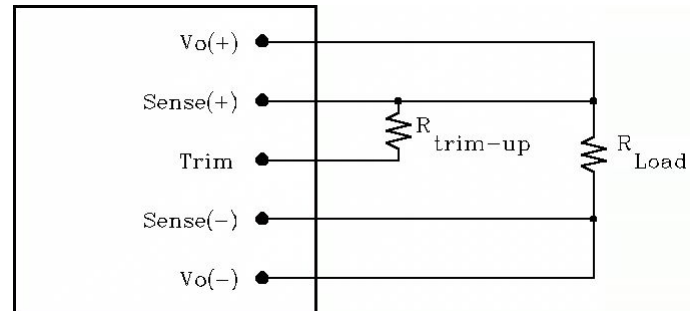 Vo(+)
Sense(+)
R
trim-up
Trim
R
Load
Sense(-)
Vo(-)